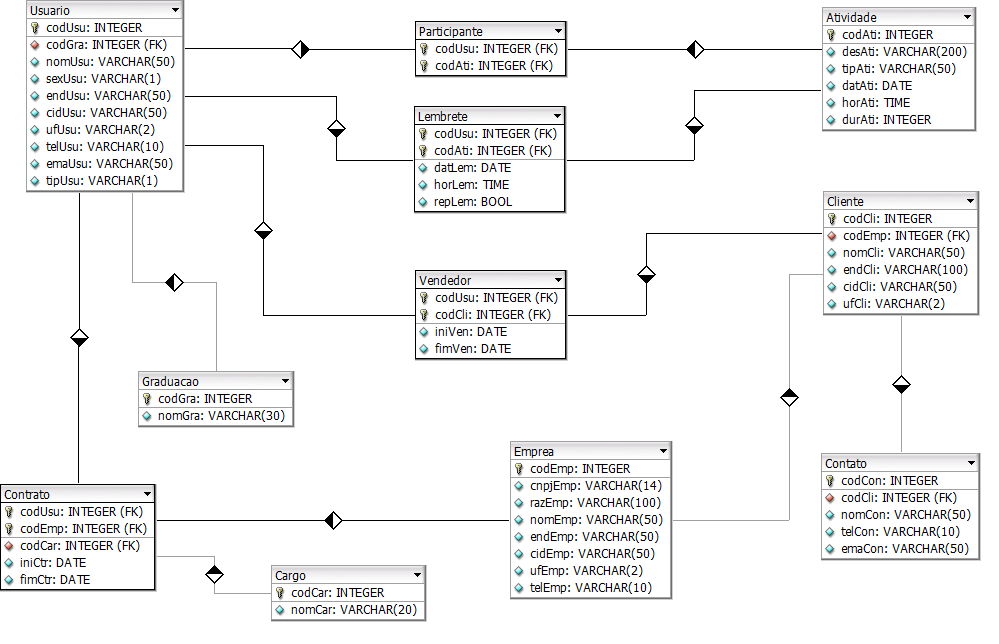 Usuario
codUsu: INTEGER
codGra: INTEGER (FK)
nomUsu: VARCHAR(50)
sexUsu: VARCHAR(1)
endUsu: VARCHAR(50)
cidUsu: VARCHAR(50)
ufUsu: VARCHAR(2)
telUsu: VARCHAR(10)
emaUsu: VARCHAR(50)
tipUsu: VARCHAR(1)
Participante
codUsu: INTEGER (FK)
codAti: INTEGER (FK)
Atividade
codAti: INTEGER
desAti: VARCHAR(200)
tipAti: VARCHAR(50)
datAti: DATE
horAti: TIME
durAti: INTEGER
Lembrete
codUsu: INTEGER (FK)
codAti: INTEGER (FK)
datLem: DATE
horLem: TIME
repLem: BOOL
Cliente
codCli: INTEGER
codEmp: INTEGER (FK)
nomCli: VARCHAR(50)
endCli: VARCHAR(100)
cidCli: VARCHAR(50)
ufCli: VARCHAR(2)
Vendedor
codUsu: INTEGER (FK)
codCli: INTEGER (FK)
iniVen: DATE
fimVen: DATE
Graduacao
codGra: INTEGER
nomGra: VARCHAR(30)
Emprea
codEmp: INTEGER
cnpjEmp: VARCHAR(14)
razEmp: VARCHAR(100)
nomEmp: VARCHAR(50)
endEmp: VARCHAR(50)
cidEmp: VARCHAR(50)
ufEmp: VARCHAR(2)
telEmp: VARCHAR(10)
Contato
codCon: INTEGER
codCli: INTEGER (FK)
nomCon: VARCHAR(50)
telCon: VARCHAR(10)
emaCon: VARCHAR(50)
Contrato
codUsu: INTEGER (FK)
codEmp: INTEGER (FK)
codCar: INTEGER (FK)
iniCtr: DATE
fimCtr: DATE
Cargo
codCar: INTEGER
nomCar: VARCHAR(20)